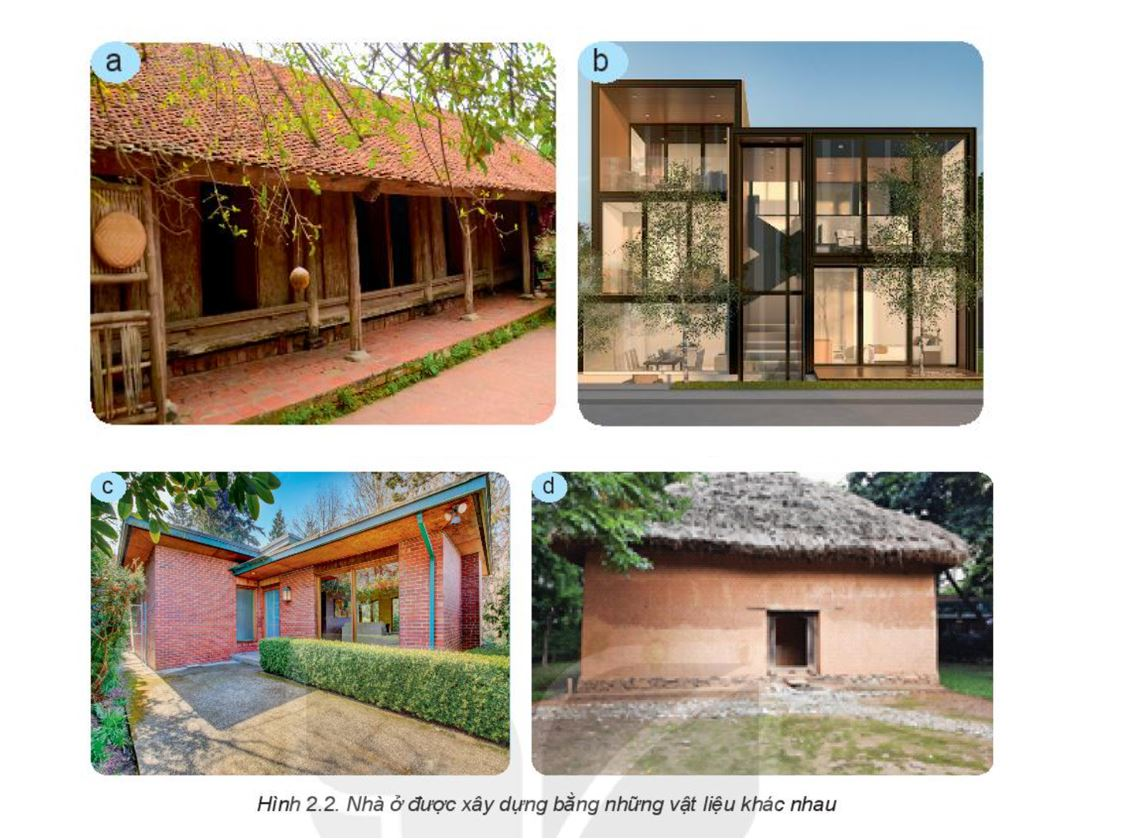 a
b
c
d
Hình 2.2. Nhà ở được xây dựng bằng những vật liệu khác nhau